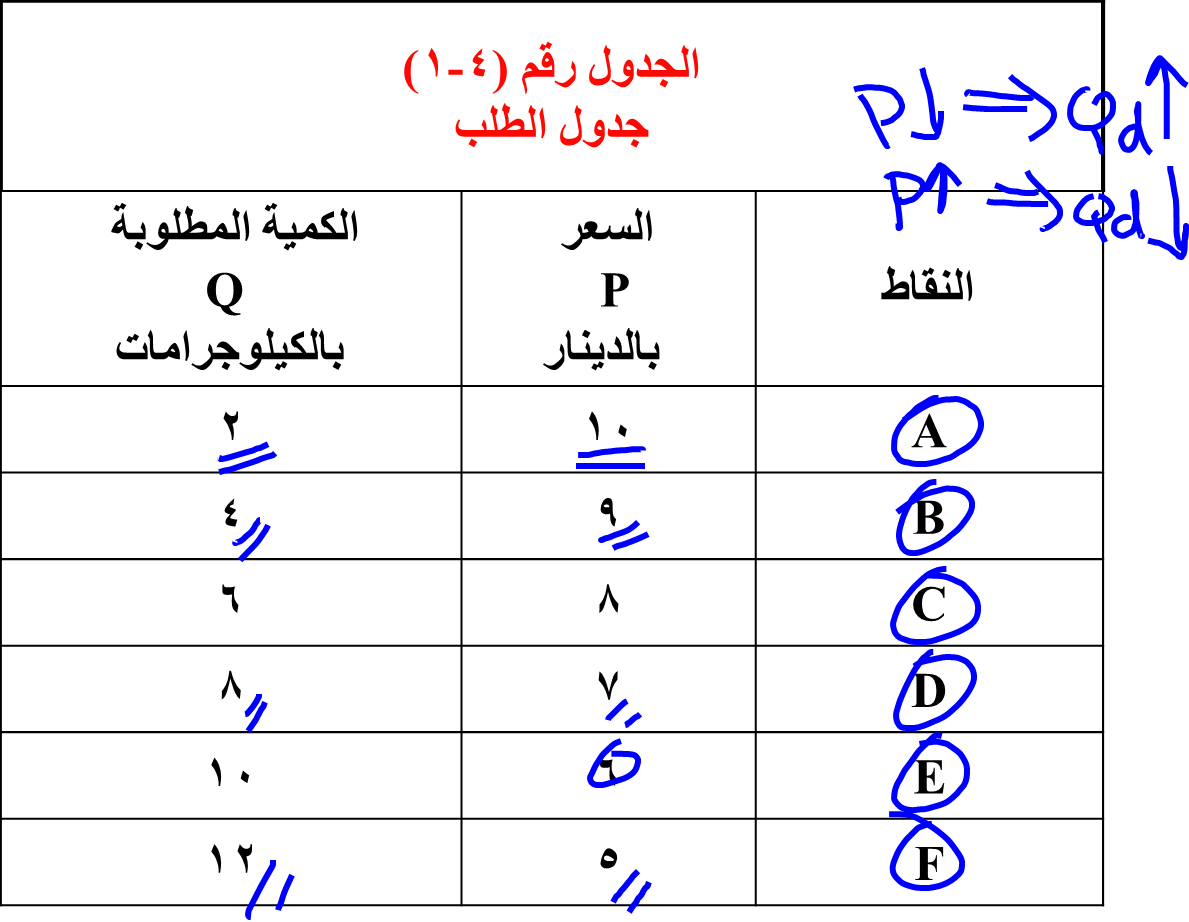 الجدول رقم (٤-١)
جدول الطلب
P↓ ⇒ Qd↑
P↑ ⇒ Qd↓
النقاط السعر P بالدينار الكمية المطلوبة Q بالكيلوجرامات
A ١٠ ٢
B ٩ ٤
C ٨ ٦
D ٧ ٨
E ٦ ١٠
F ٥ ١٢